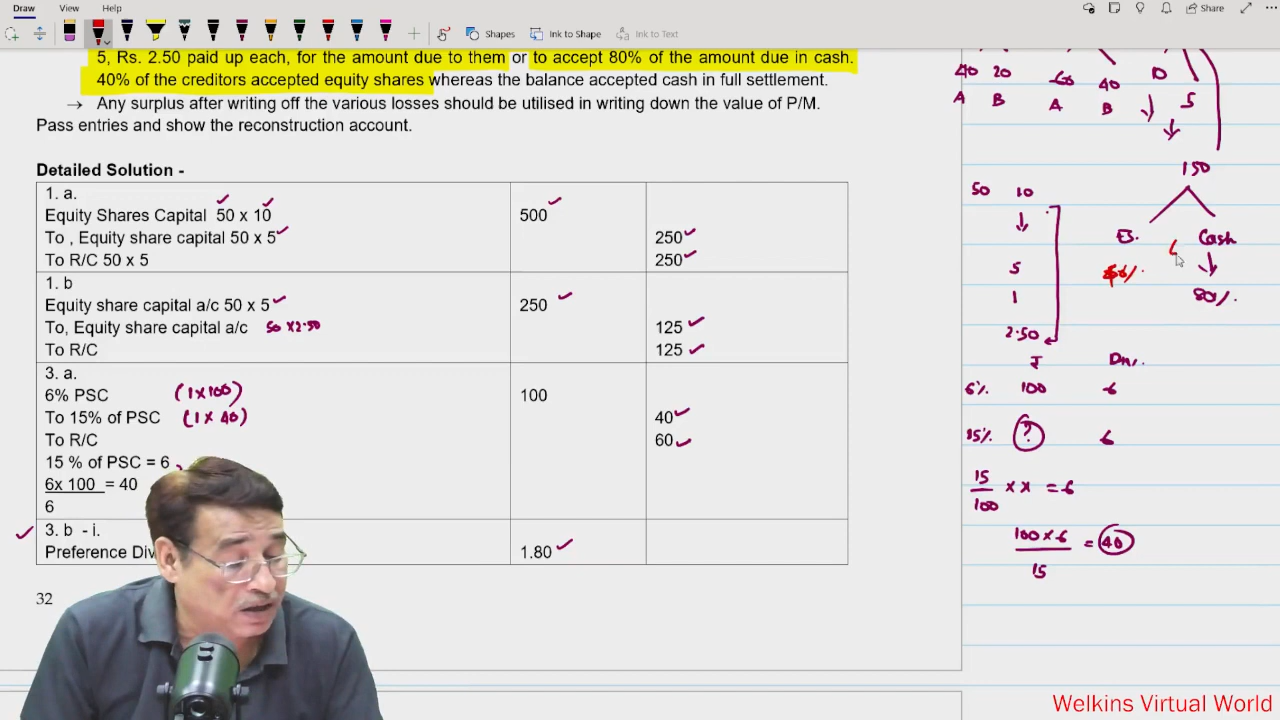 Draw View Help Share
Shapes Ink to Shape Ink to Text
5, Rs. 2.50 paid up each, for the amount due to them or to accept 80% of the amount due in cash.
40% of the creditors accepted equity shares whereas the balance accepted cash in full settlement.
→ Any surplus after writing off the various losses should be utilised in writing down the value of P/M.
Pass entries and show the reconstruction account.
Detailed Solution -
1. a.
Equity Shares Capital 50 x 10 500
To , Equity share capital 50 x 5 250
To R/C 50 x 5 250
1. b
Equity share capital a/c 50 x 5 250
To, Equity share capital a/c 50 x 2.50 125
To R/C 125
3. a.
6% PSC (1 x 100) 100
To 15% of PSC (1 x 40) 40
To R/C 60
15 % of PSC = 6
6x 100 = 40
6
3. b - i.
Preference Div 1.80
32
40 20 60 40 10 5
A B A B
150
50 10
ES. Cash
5 80%.
1
2.50
₹ Div.
6% 100 - 6
15%. ? 6
15/100 x x = 6
100 x 6 = 40
15
Welkins Virtual World